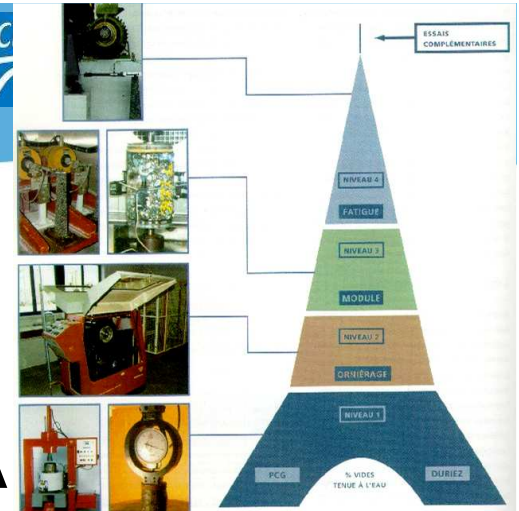 ESSAIS
COMPLÉMENTAIRES
NIVEAU 4
FATIGUE
NIVEAU 3
MODULE
NIVEAU 2
ORNIÉRAGE
NIVEAU 1
PCG
% VIDES
TENUE À L'EAU
DURIEZ